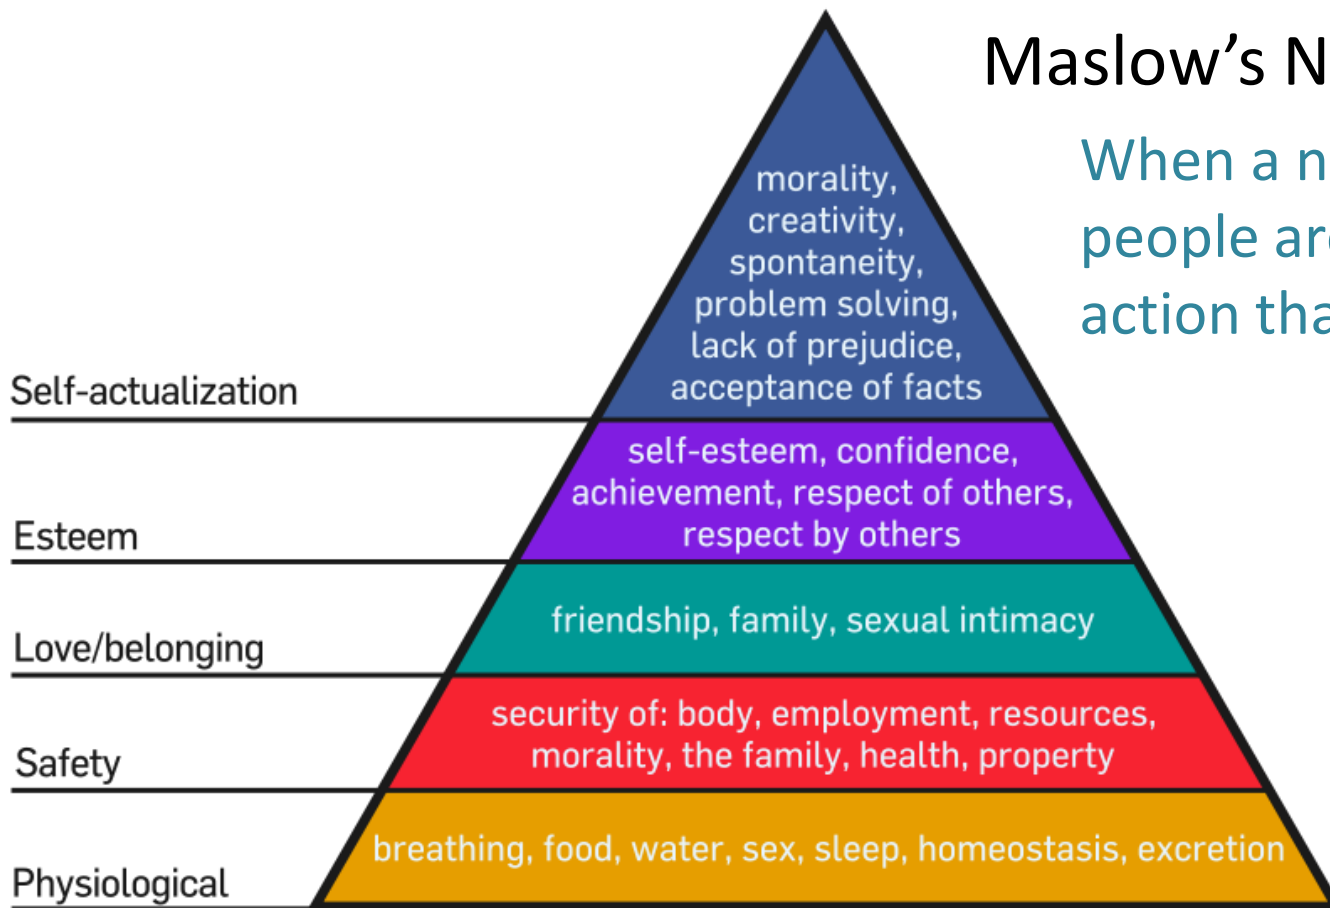 Maslow’s N
When a n
people are
action tha
morality,
creativity,
spontaneity,
problem solving,
lack of prejudice,
acceptance of facts
Self-actualization
self-esteem, confidence,
achievement, respect of others,
respect by others
Esteem
friendship, family, sexual intimacy
Love/belonging
security of: body, employment, resources,
morality, the family, health, property
Safety
breathing, food, water, sex, sleep, homeostasis, excretion
Physiological